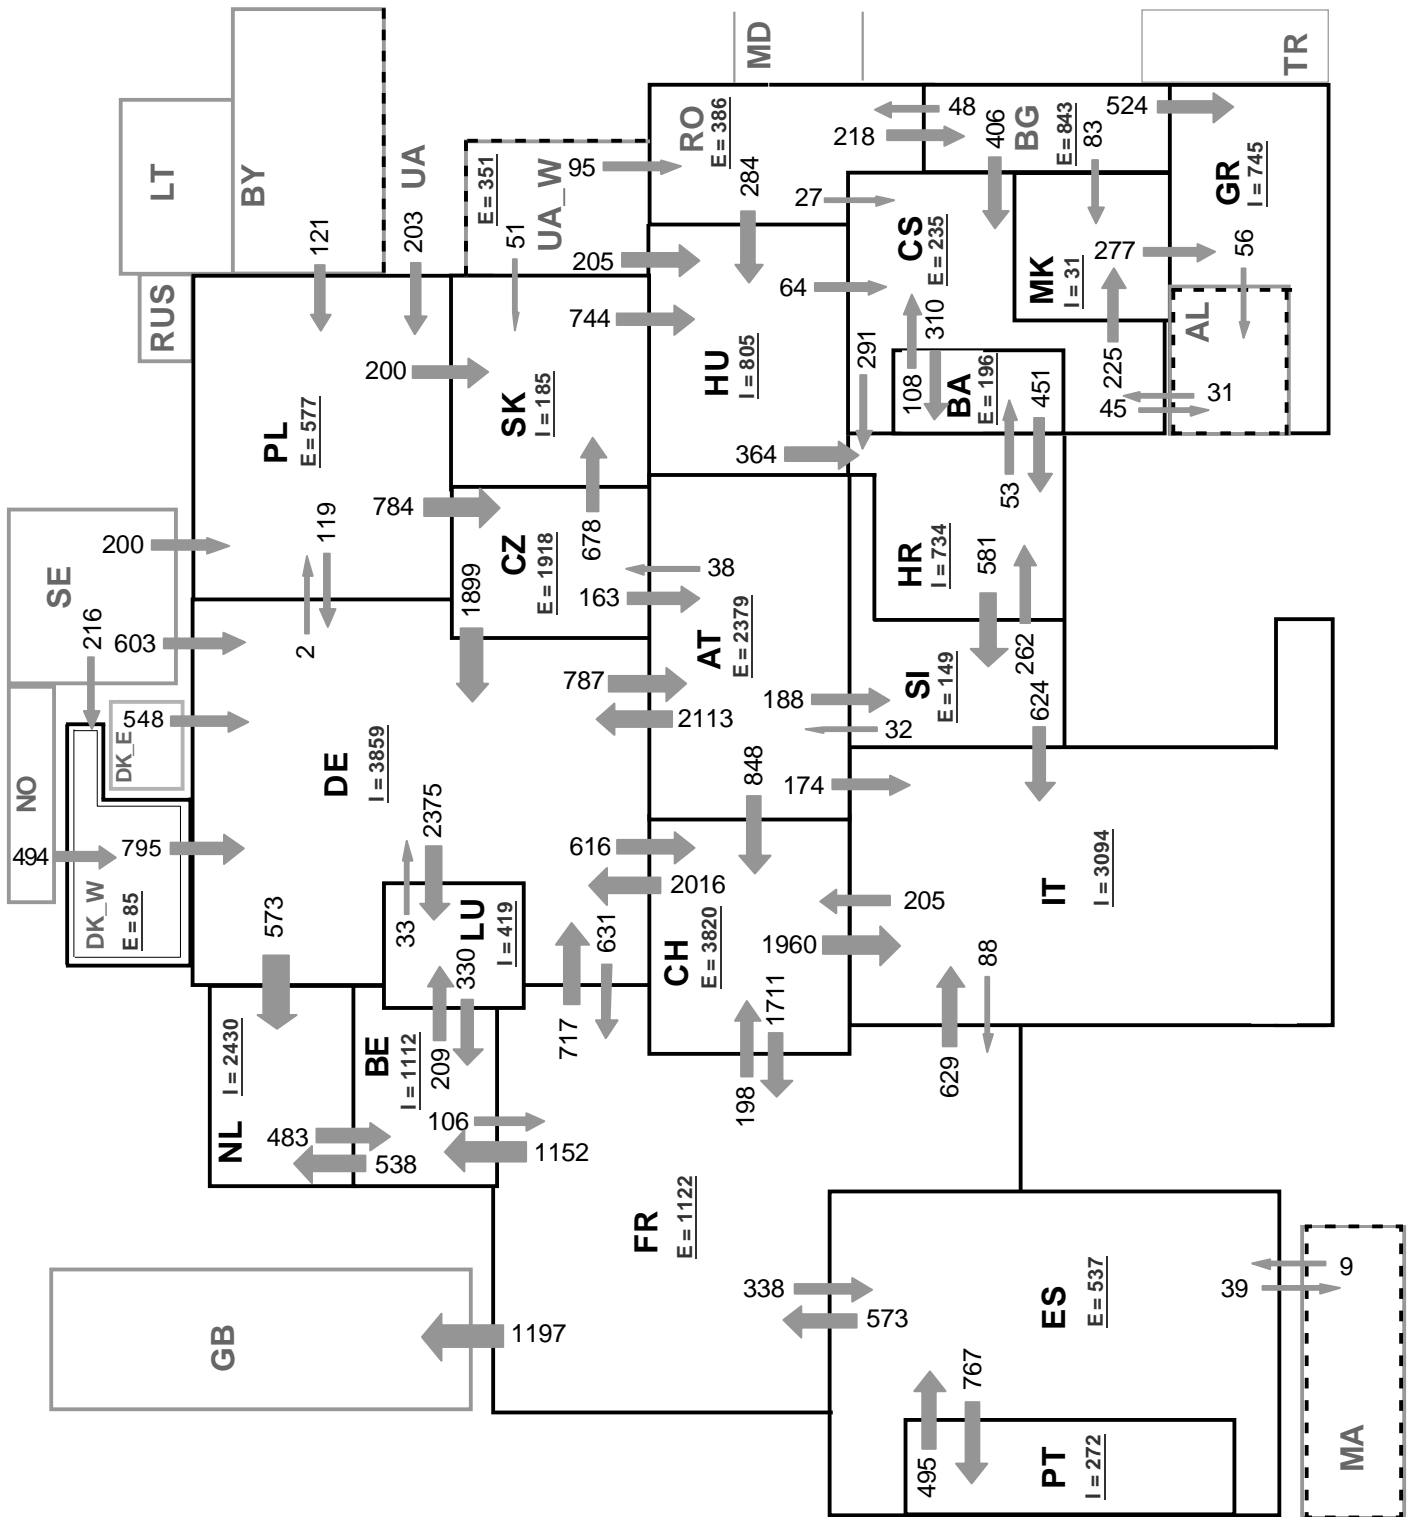 MD
TR
LT
BY
UA
RUS
121
203
E = 351
UA_W
95
51
205
744
RO
E = 386
284
48
218
406
BG
E = 843
83
524
GR
I = 745
27
CS
E = 235
64
MK
I = 31
277
56
AL
310
291
108
BA
E = 196
451
225
45
31
200
PL
E = 577
SK
I = 185
HU
I = 805
364
53
784
119
200
678
CZ
E = 1918
1899
38
163
HR
I = 734
581
262
SE
216
603
2
AT
E = 2379
787
2113
188
32
SI
E = 149
624
NO
548
DK_E
DE
I = 3859
848
174
494
795
DK_W
E = 85
2375
33
616
2016
205
1960
IT
I = 3094
573
LU
I = 419
330
631
717
CH
E = 3820
1711
198
88
629
I = 2430
NL
BE
I = 1112
209
106
483
538
1152
FR
E = 1122
GB
1197
338
573
ES
E = 537
9
39
767
495
PT
I = 272
MA